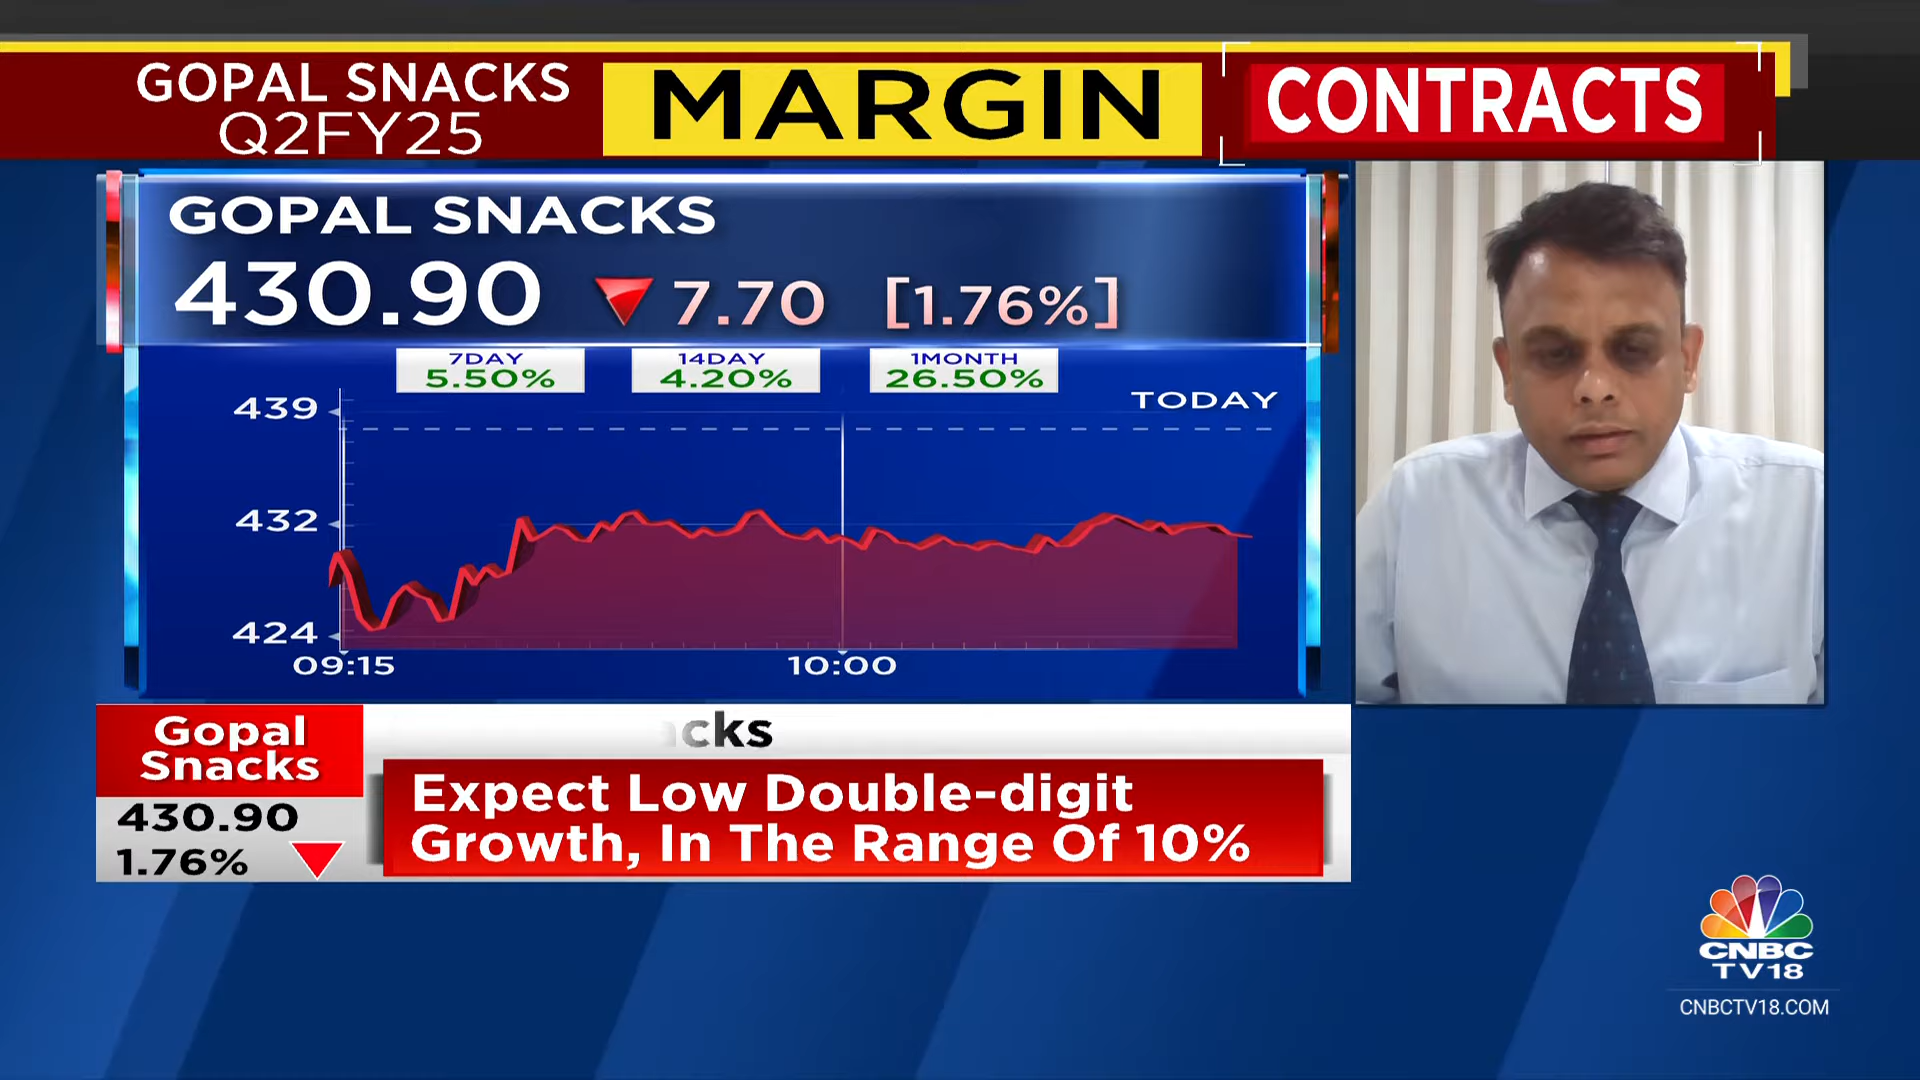 GOPAL SNACKS
Q2FY25
MARGIN
CONTRACTS
GOPAL SNACKS
430.90 ▼ 7.70 [1.76%]
7DAY
5.50%
14DAY
4.20%
1MONTH
26.50%
TODAY
439
432
424
09:15
10:00
Gopal
Snacks
430.90
1.76% ▼
cks
Expect Low Double-digit
Growth, In The Range Of 10%
CNBC
TV18
CNBCTV18.COM